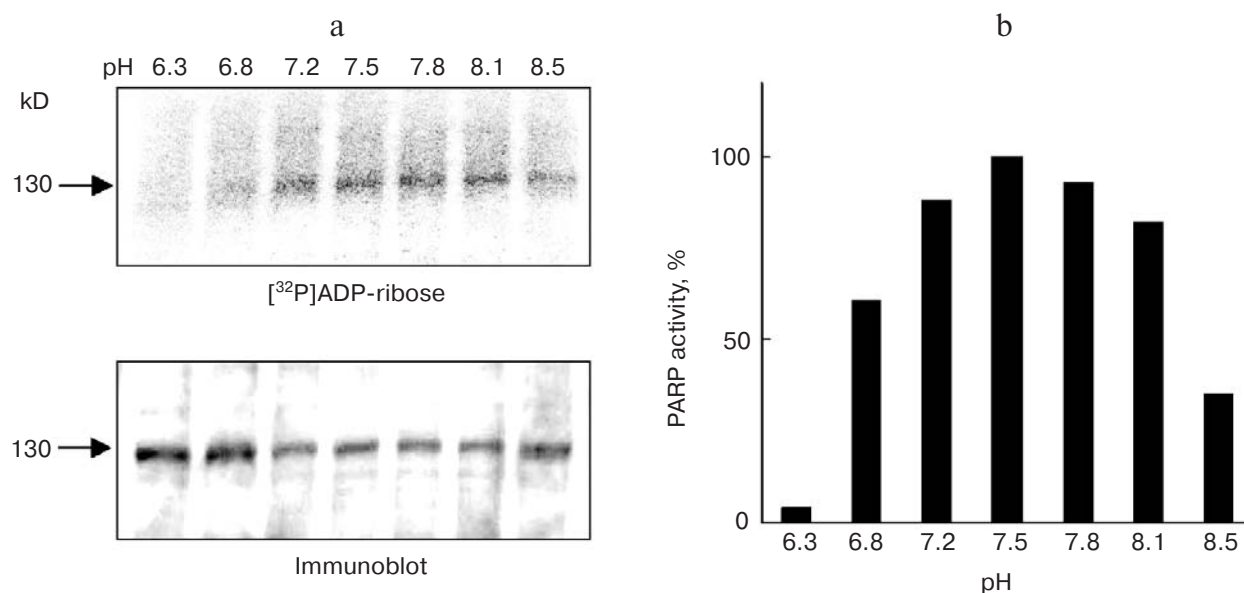 a
pH 6.3 6.8 7.2 7.5 7.8 8.1 8.5
kD
130
[³²P]ADP-ribose
130
Immunoblot
b
PARP activity, %
100
50
0
6.3 6.8 7.2 7.5 7.8 8.1 8.5
pH